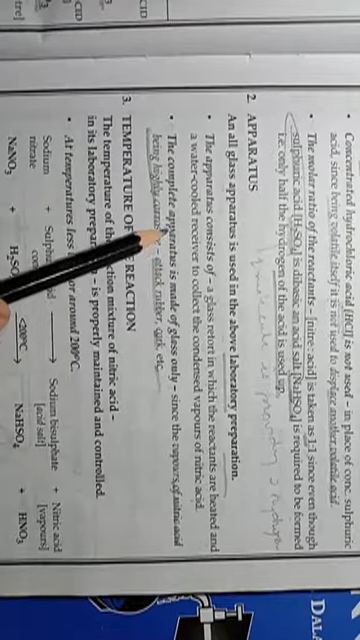 • Concentrated hydrochloric acid [HCl] is not used - in place of conc. sulphuric
acid, since being volatile itself it is not used to displace another volatile acid.
• The molar ratio of the reactants - [nitre : acid is taken as 1:1 since even though
sulphuric acid [H₂SO₄] is dibasic an acid salt [NaHSO₄] is required to be formed
i.e. only half the hydrogen of the acid is used up.
2. APPARATUS
An all glass apparatus is used in the above laboratory preparation.
• The apparatus consists of - a glass retort in which the reactants are heated and
a water-cooled receiver to collect the condensed vapours of nitric acid.
• The complete apparatus is made of glass only - since the vapours of nitric acid
being highly - attack rubber, cork, etc.
3. TEMPERATURE OF REACTION
The temperature of the reaction mixture of nitric acid -
in its laboratory - is properly maintained and controlled.
• At temperatures less or around 200°C.
Sodium + → Sodium bisulphate + Nitric acid
nitrate [acid salt] [vapours]
NaNO₃ + <200°C NaHSO₄ + HNO₃
DALA
CID